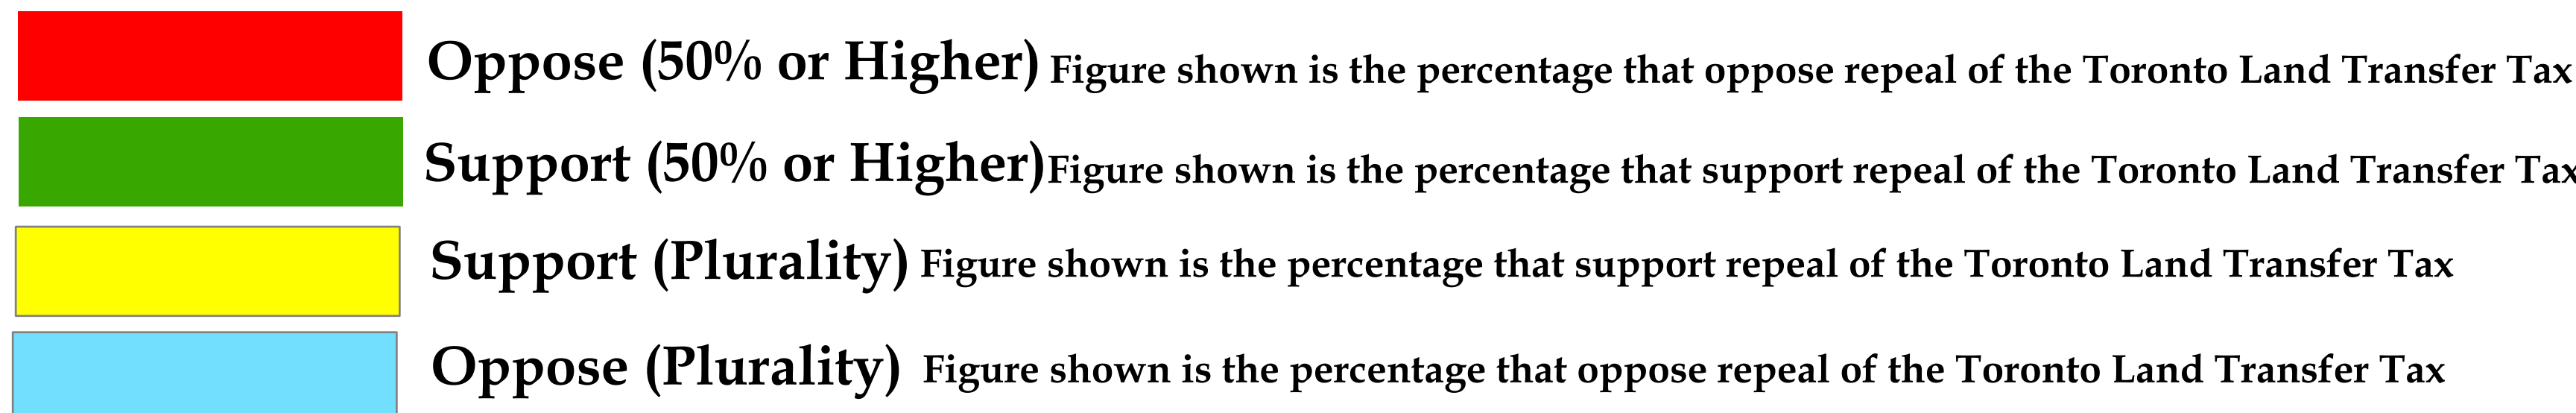 Oppose (50% or Higher) Figure shown is the percentage that oppose repeal of the Toronto Land Transfer Tax
Support (50% or Higher)Figure shown is the percentage that support repeal of the Toronto Land Transfer Tax
Support (Plurality) Figure shown is the percentage that support repeal of the Toronto Land Transfer Tax
Oppose (Plurality) Figure shown is the percentage that oppose repeal of the Toronto Land Transfer Tax